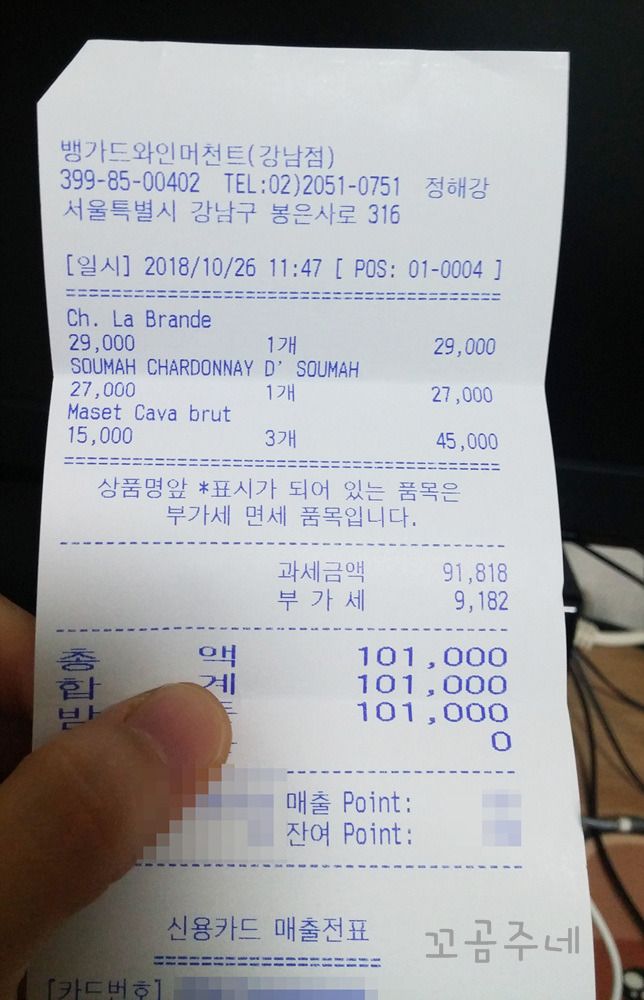 뱅가드와인머천트(강남점)
399-85-00402 TEL:02)2051-0751 정해강
서울특별시 강남구 봉은사로 316
[일시] 2018/10/26 11:47 [ POS: 01-0004 ]
Ch. La Brande
29,000 1개 29,000
SOUMAH CHARDONNAY D' SOUMAH
27,000 1개 27,000
Maset Cava brut
15,000 3개 45,000
상품명앞 *표시가 되어 있는 품목은
부가세 면세 품목입니다.
과세금액 91,818
부 가 세 9,182
총 액 101,000
합 계 101,000
101,000
0
매출 Point:
잔여 Point:
신용카드 매출전표
꼬곰주네
[카드번호]